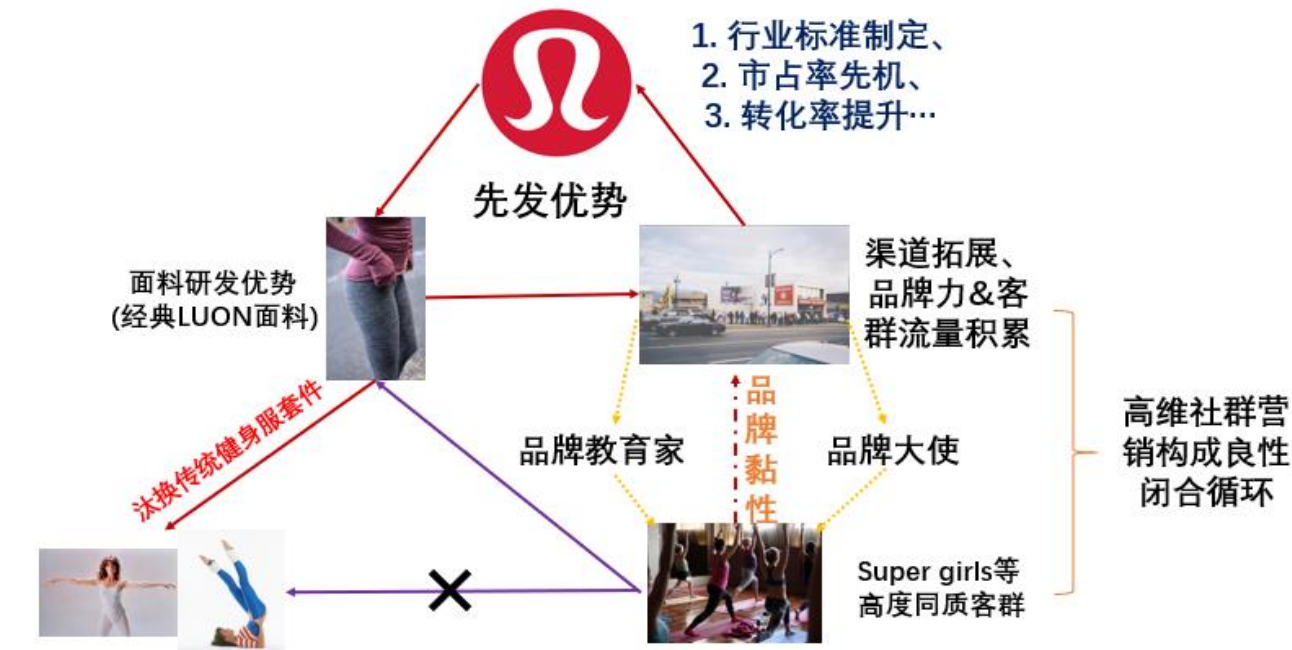 1. 行业标准制定、
2. 市占率先机、
3. 转化率提升…
先发优势
面料研发优势
(经典LUON面料)
渠道拓展、
品牌力&客
群流量积累
汰换传统健身服套件
品牌教育家
品牌黏性
品牌大使
高维社群营
销构成良性
闭合循环
Super girls等
高度同质客群